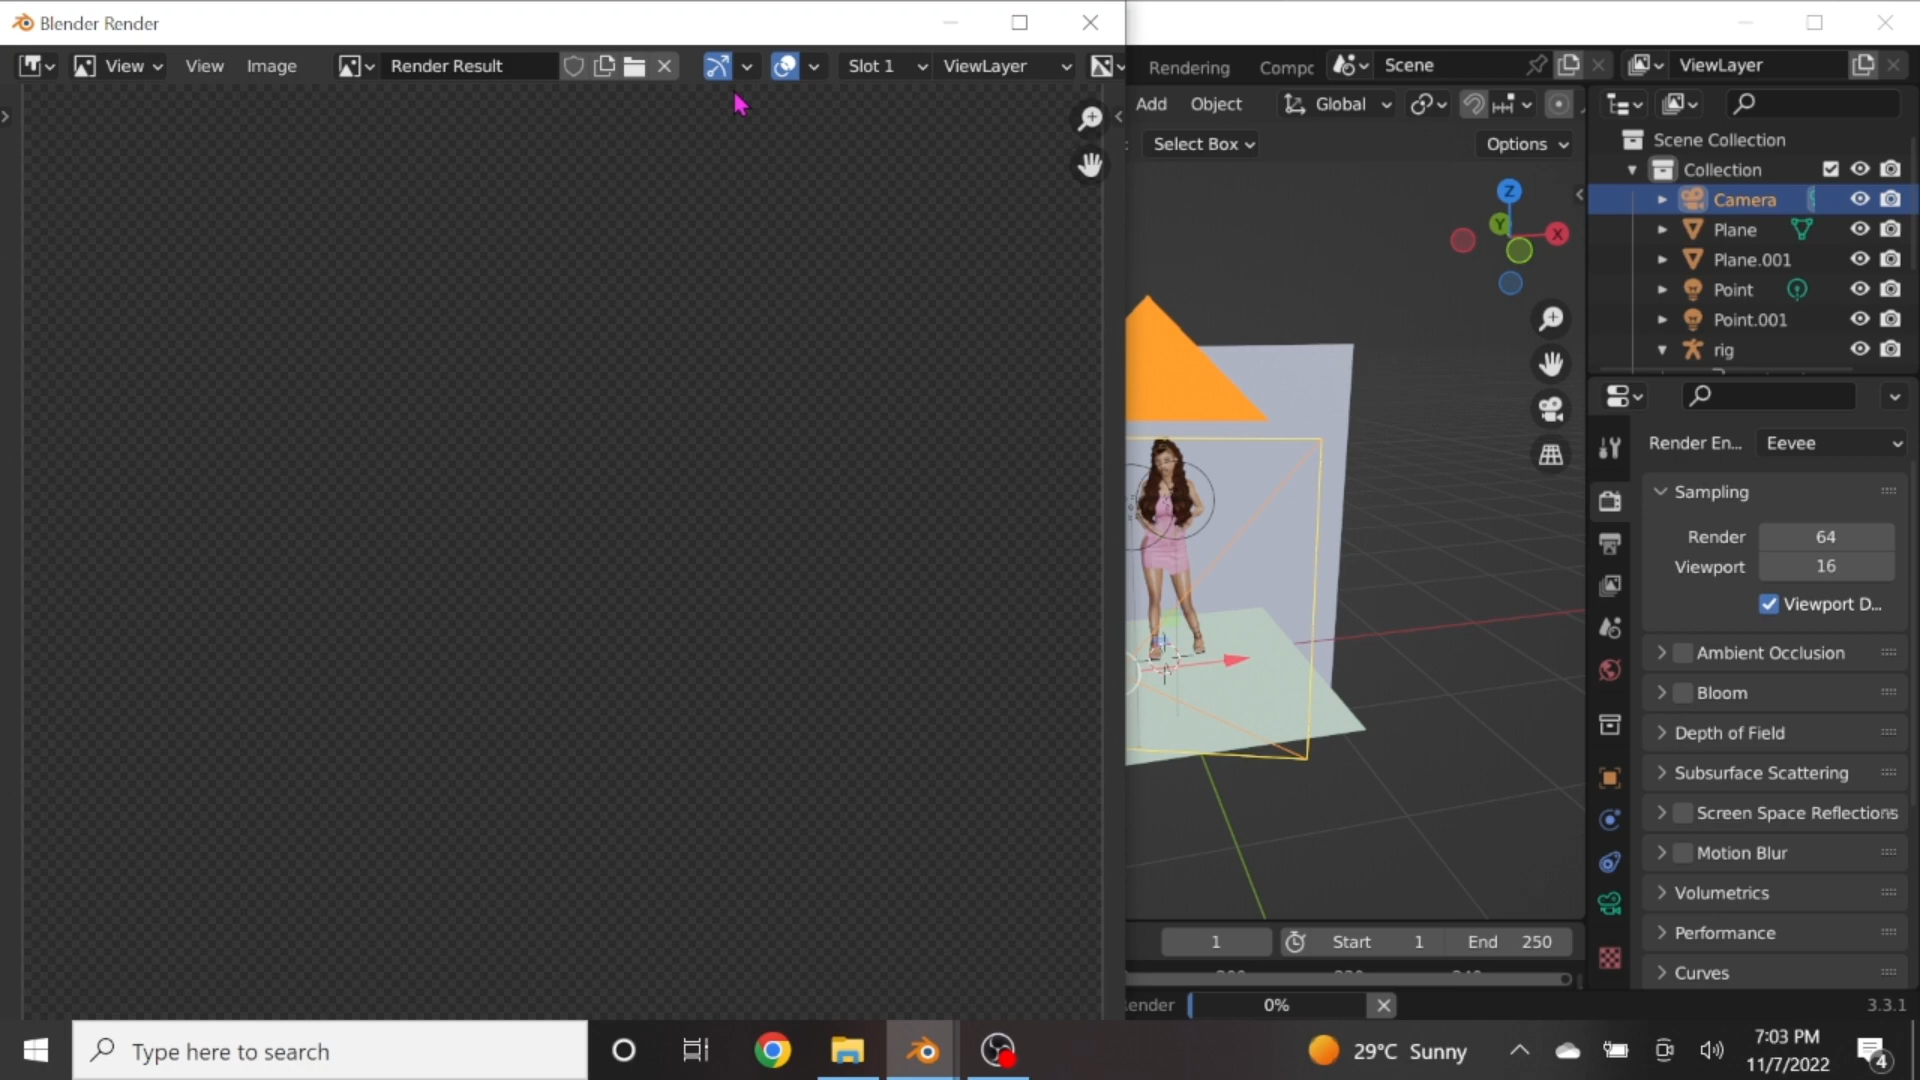 Blender Render
View
View
Image
Render Result
Slot 1
ViewLayer
Rendering
Compc
Scene
ViewLayer
Add
Object
Global
Select Box
Options
Z
Y
X
Scene Collection
Collection
Camera
Plane
Plane.001
Point
Point.001
rig
Render En...
Eevee
Sampling
Render
64
Viewport
16
Viewport D...
Ambient Occlusion
Bloom
Depth of Field
Subsurface Scattering
Screen Space Reflections
Motion Blur
Volumetrics
Performance
Curves
1
Start
1
End
250
ender
0%
3.3.1
Type here to search
29°C Sunny
7:03 PM
11/7/2022
4